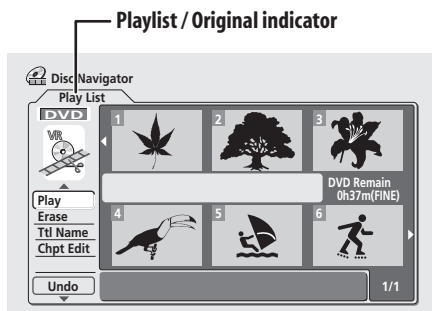 Playlist / Original indicator
Disc Navigator
Play List
DVD
VR
1
2
3
Play
Erase
Ttl Name
Chpt Edit
Undo
DVD Remain
0h37m(FINE)
4
5
6
1/1